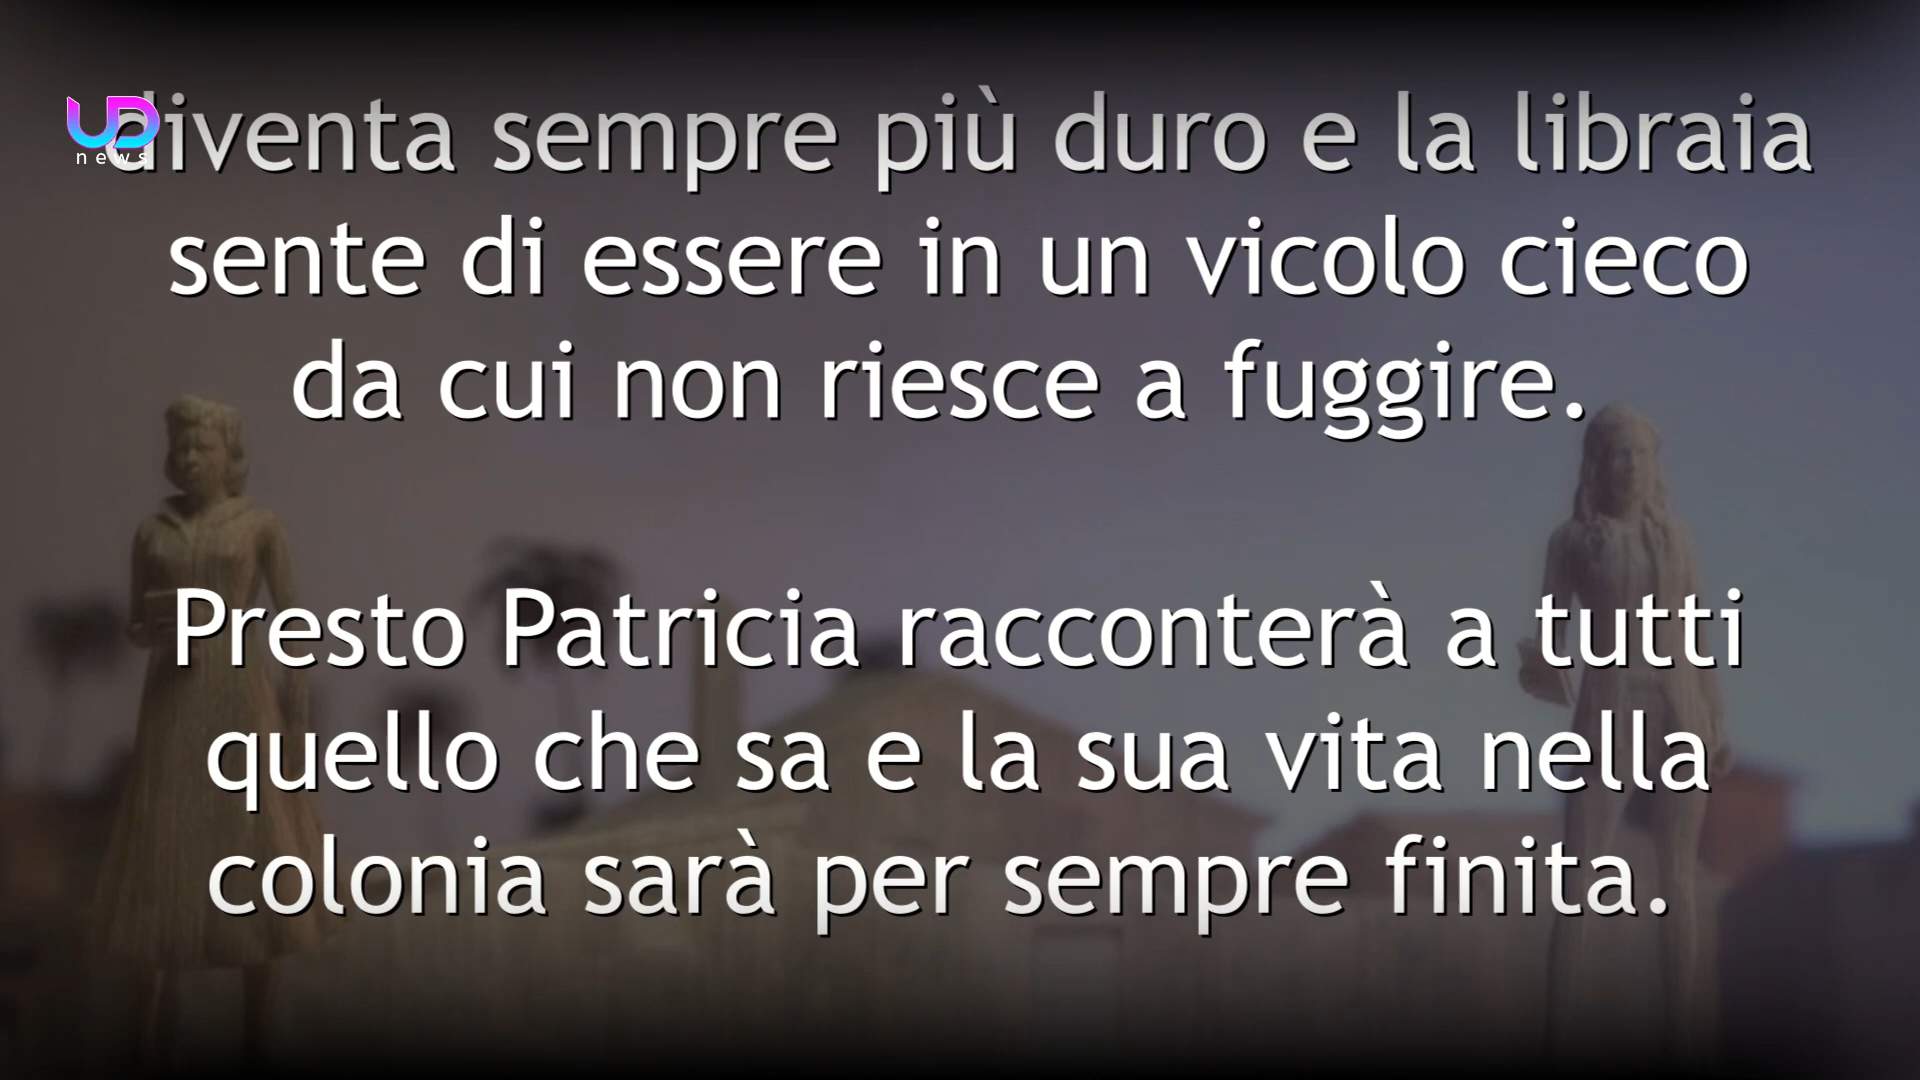 UD
news
diventa sempre più duro e la libraia
sente di essere in un vicolo cieco
da cui non riesce a fuggire.
Presto Patricia racconterà a tutti
quello che sa e la sua vita nella
colonia sarà per sempre finita.